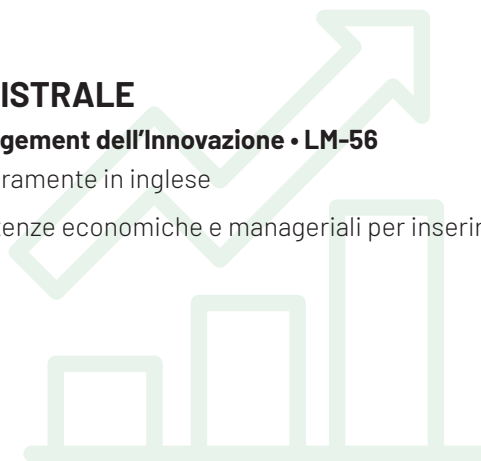 ISTRALE
gement dell’Innovazione • LM-56
ramente in inglese
enze economiche e manageriali per inserir